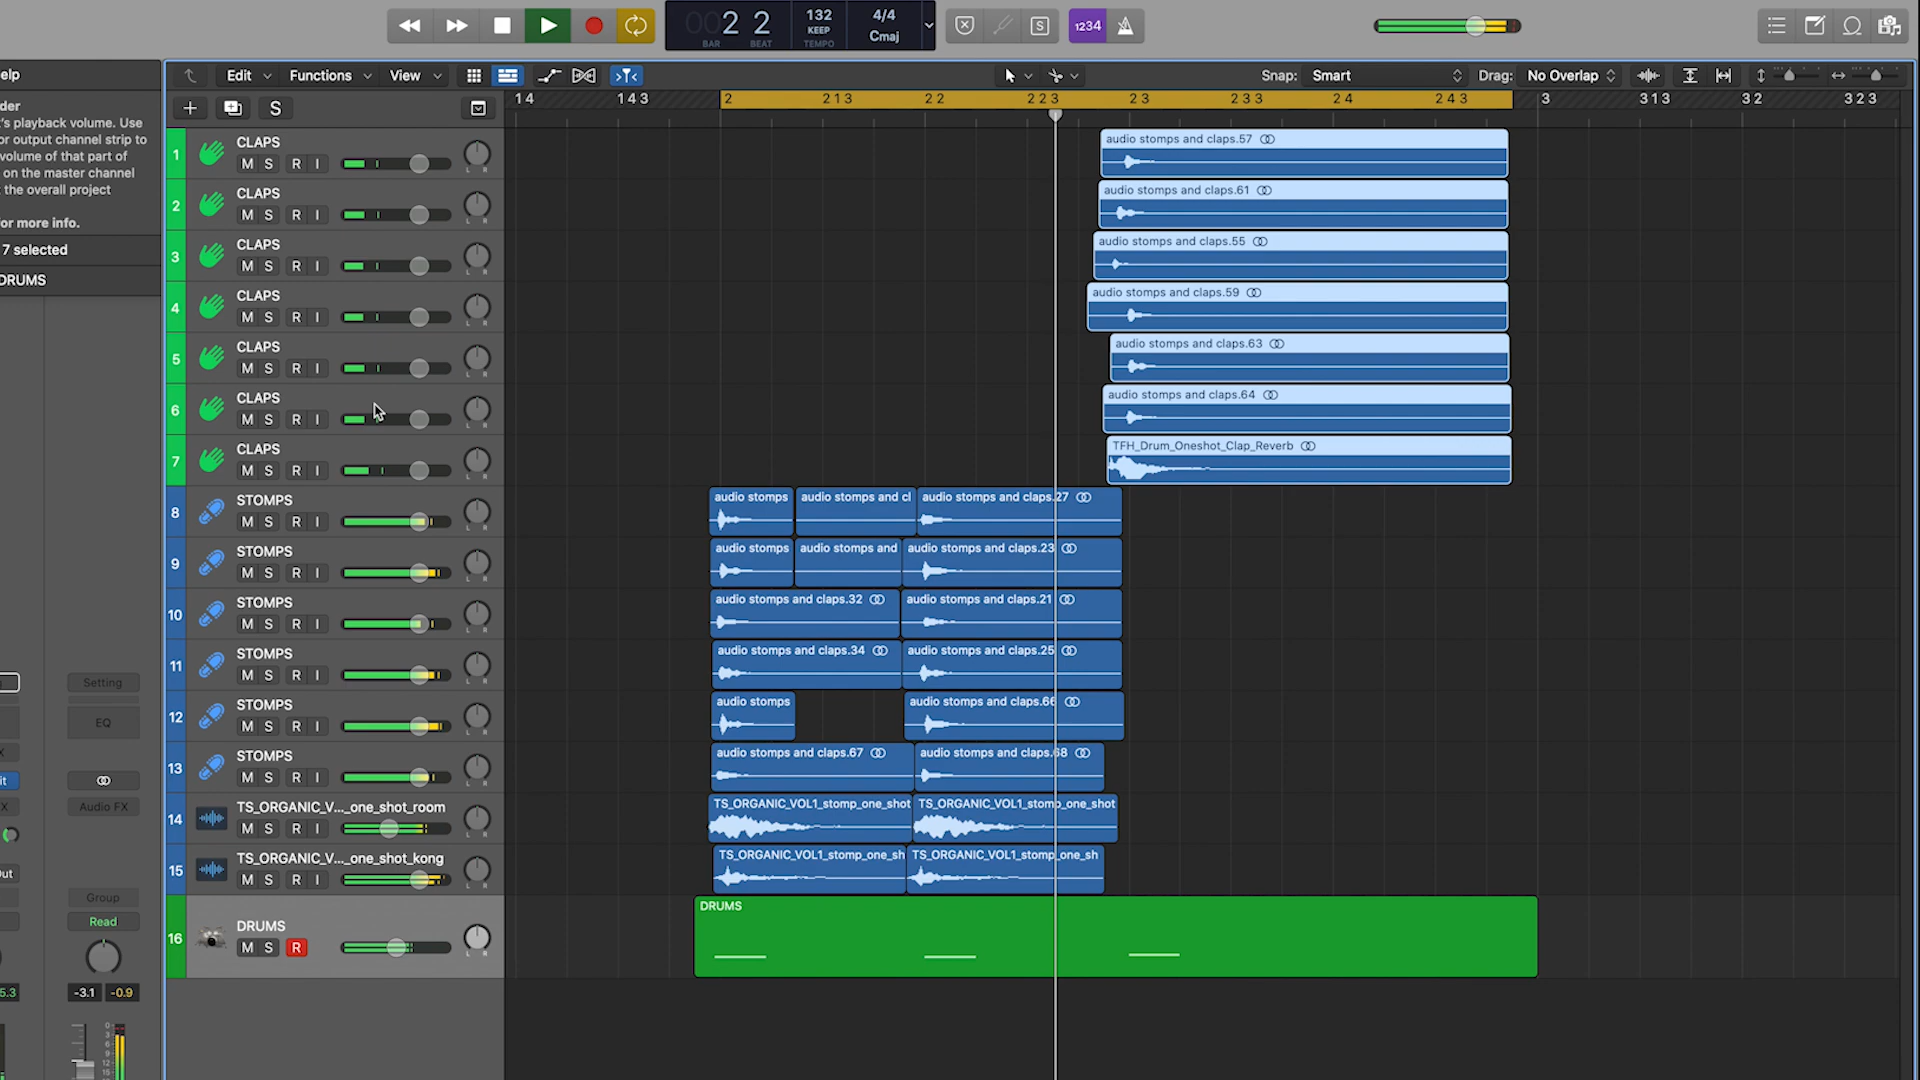 002 2
BAR BEAT
132
KEEP
TEMPO
4/4
Cmaj
1234
elp
Edit Functions View
Snap: Smart Drag: No Overlap
S
1 4 1 4 3 2 2 1 3 2 2 2 2 3 2 3 2 3 3 2 4 2 4 3 3 3 1 3 3 2 3 2 3
der
's playback volume. Use
or output channel strip to
volume of that part of
on the master channel
the overall project
or more info.
7 selected
DRUMS
1 CLAPS
M S R I
L R
audio stomps and claps.57
2 CLAPS
M S R I
L R
audio stomps and claps.61
3 CLAPS
M S R I
L R
audio stomps and claps.55
4 CLAPS
M S R I
L R
audio stomps and claps.59
5 CLAPS
M S R I
L R
audio stomps and claps.63
6 CLAPS
M S R I
L R
audio stomps and claps.64
7 CLAPS
M S R I
L R
TFH_Drum_Oneshot_Clap_Reverb
8 STOMPS
M S R I
L R
audio stomps audio stomps and cl audio stomps and claps.27
9 STOMPS
M S R I
L R
audio stomps audio stomps and audio stomps and claps.23
10 STOMPS
M S R I
L R
audio stomps and claps.32 audio stomps and claps.21
11 STOMPS
M S R I
L R
audio stomps and claps.34 audio stomps and claps.25
12 STOMPS
M S R I
L R
audio stomps audio stomps and claps.66
13 STOMPS
M S R I
L R
audio stomps and claps.67 audio stomps and claps.68
14 TS_ORGANIC_V..._one_shot_room
M S R I
L R
TS_ORGANIC_VOL1_stomp_one_shot TS_ORGANIC_VOL1_stomp_one_shot
15 TS_ORGANIC_V..._one_shot_kong
M S R I
L R
TS_ORGANIC_VOL1_stomp_one_sh TS_ORGANIC_VOL1_stomp_one_sh
16 DRUMS
M S R
L R
DRUMS
Setting
EQ
it
Audio FX
Out
Group
Read
5.3
-3.1 -0.9
0
3
6
9
12
15